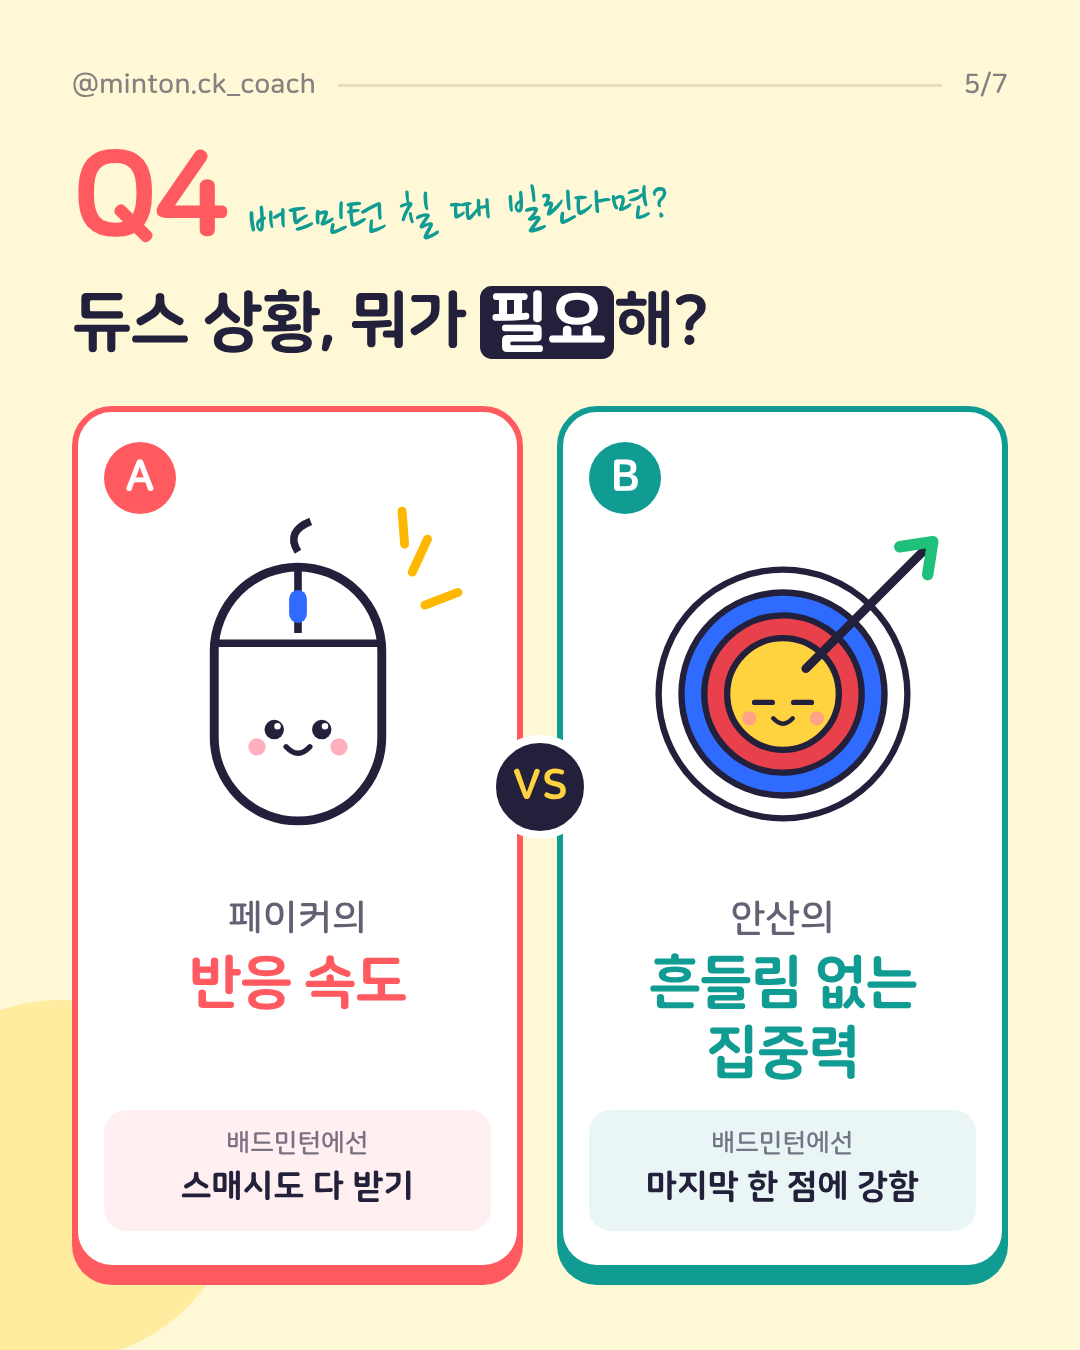 @minton.ck_coach
5/7
Q4 배드민턴 칠 때 빌린다면?
듀스 상황, 뭐가 필요해?
A
페이커의
반응 속도
배드민턴에선
스매시도 다 받기
VS
B
안산의
흔들림 없는
집중력
배드민턴에선
마지막 한 점에 강함